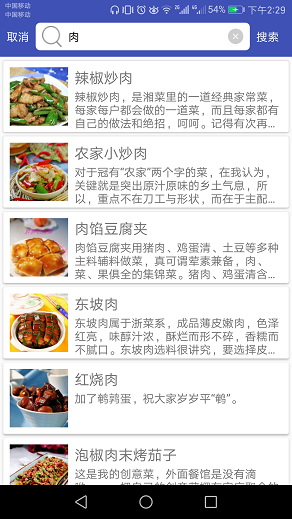 中国移动
中国移动
54% 下午2:29
取消 肉 搜索
辣椒炒肉
辣椒炒肉，是湘菜里的一道经典家常菜，
每家每户都会做的一道菜，而且每家都有
自己的做法和绝招，呵呵。记得有次再...
农家小炒肉
对于冠有“农家”两个字的菜，在我认为，
关键就是突出原汁原味的乡土气息，所
以，重点不在刀工与形状，而在于主配...
肉馅豆腐夹
肉馅豆腐夹用猪肉、鸡蛋清、土豆等多种
主料辅料做菜，真可谓荤素兼备，肉、
菜、果俱全的集锦菜。猪肉、鸡蛋清含...
东坡肉
东坡肉属于浙菜系，成品薄皮嫩肉，色泽
红亮，味醇汁浓，酥烂而形不碎，香糯而
不腻口。东坡肉选料很讲究，要选择皮...
红烧肉
加了鹌鹑蛋，祝大家岁岁平“鹌”。
泡椒肉末烤茄子
这是我的创意菜，外面餐馆是没有滴